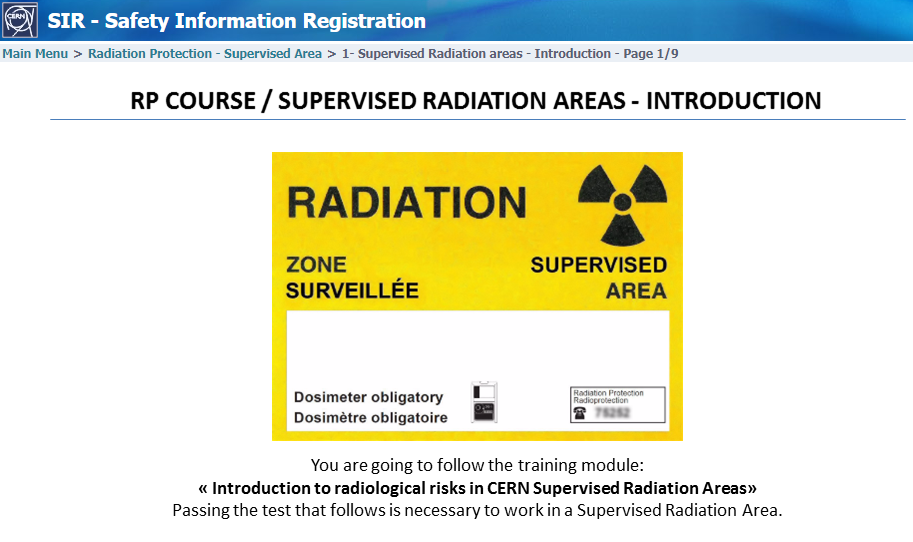 CERN
SIR - Safety Information Registration
Main Menu > Radiation Protection - Supervised Area > 1- Supervised Radiation areas - Introduction - Page 1/9
RP COURSE / SUPERVISED RADIATION AREAS - INTRODUCTION
RADIATION
ZONE
SURVEILLÉE
SUPERVISED
AREA
Dosimeter obligatory
Dosimètre obligatoire
Radiation Protection
Radioprotection
You are going to follow the training module:
« Introduction to radiological risks in CERN Supervised Radiation Areas»
Passing the test that follows is necessary to work in a Supervised Radiation Area.